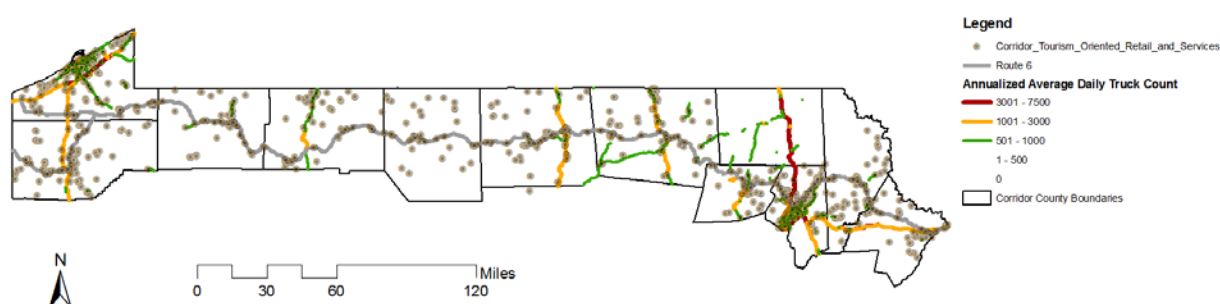 Legend
Corridor_Tourism_Oriented_Retail_and_Services
Route 6
Annualized Average Daily Truck Count
3001 - 7500
1001 - 3000
501 - 1000
1 - 500
0
Corridor County Boundaries
N
Miles
0 30 60 120